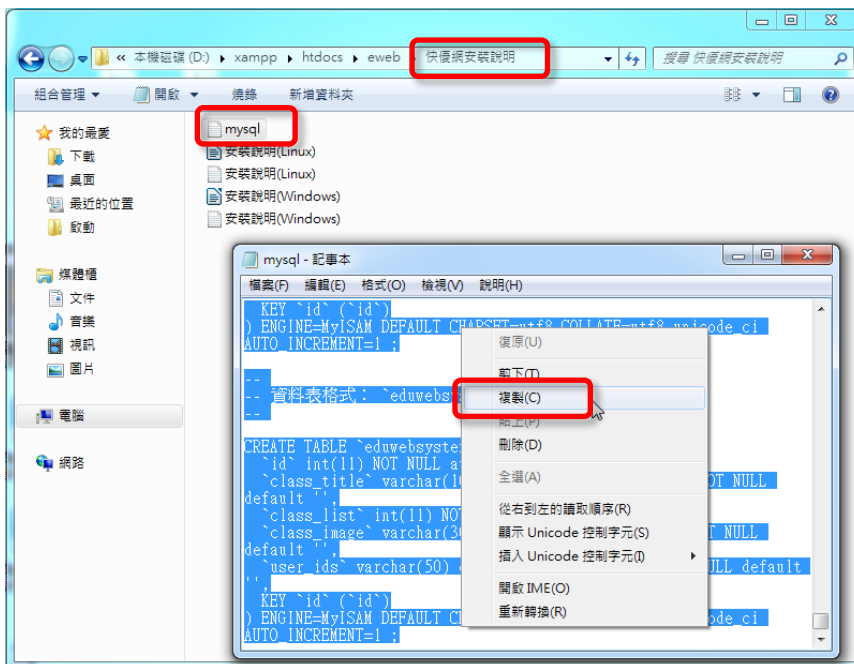 « 本機磁碟 (D:) ▸ xampp ▸ htdocs ▸ eweb ▸ 快優網安裝說明
搜尋 快優網安裝說明
組合管理 ▼ 開啟 ▼ 燒錄 新增資料夾
我的最愛
下載
桌面
最近的位置
啟動
媒體櫃
文件
音樂
視訊
圖片
電腦
網路
mysql
安裝說明(Linux)
安裝說明(Linux)
安裝說明(Windows)
安裝說明(Windows)
mysql - 記事本
檔案(F) 編輯(E) 格式(O) 檢視(V) 說明(H)
KEY `id` (`id`)
) ENGINE=MyISAM DEFAULT CHARSET=utf8 COLLATE=utf8_unicode_ci
AUTO_INCREMENT=1 ;
--
-- 資料表格式： `eduwebs
--
CREATE TABLE `eduwebsyste
`id` int(11) NOT NULL a
`class_title` varchar(1 OT NULL
default '',
`class_list` int(11) NO
`class_image` varchar(3 T NULL
default '',
`user_ids` varchar(50) ULL default
'',
KEY `id` (`id`)
) ENGINE=MyISAM DEFAULT C ode_ci
AUTO_INCREMENT=1 ;
復原(U)
剪下(T)
複製(C)
貼上(P)
刪除(D)
全選(A)
從右到左的讀取順序(R)
顯示 Unicode 控制字元(S)
插入 Unicode 控制字元(I)
開啟 IME(O)
重新轉換(R)